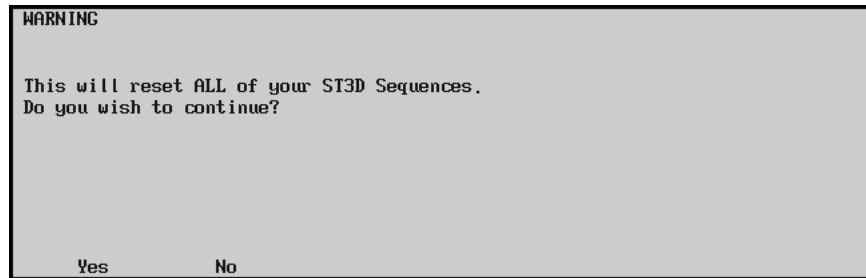 WARNING
This will reset ALL of your ST3D Sequences.
Do you wish to continue?
Yes No